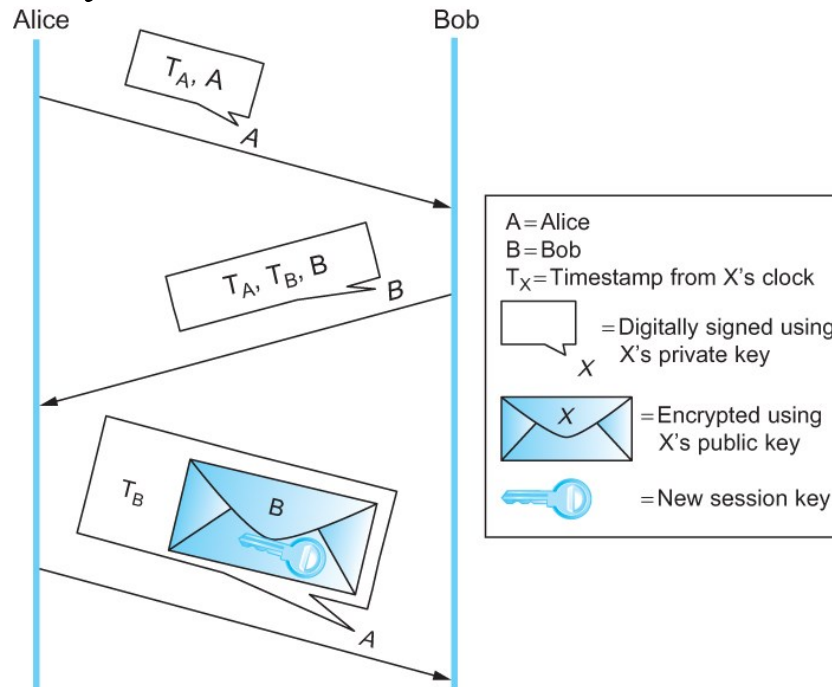 Alice
Bob
T_A, A
A
T_A, T_B, B
B
T_B
B
A
A=Alice
B=Bob
T_X=Timestamp from X's clock
=Digitally signed using
X's private key
X
X
=Encrypted using
X's public key
=New session key